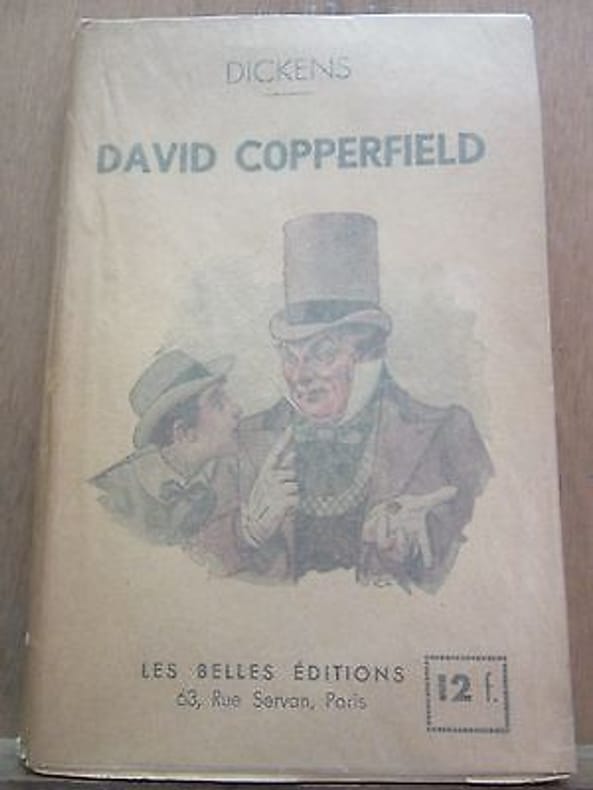 DICKENS
DAVID COPPERFIELD
LES BELLES ÉDITIONS
63, Rue Servan, Paris
12 f.